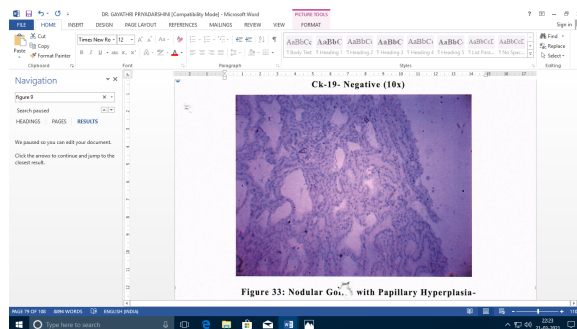 DR. GAYATHRI PRIYADARSHINI [Compatibility Mode] - Microsoft Word
PICTURE TOOLS
FILE HOME INSERT DESIGN PAGE LAYOUT REFERENCES MAILINGS REVIEW VIEW FORMAT Sign in
Cut
Copy
Format Painter
Paste
Clipboard
Times New Ro 12
Font
Paragraph
AaBbCc AaBbC AaBbCc AaBbC AaBbCc AaBbC AaBbCcD AaBbCcE
¶ Body Text ¶ Heading 1 ¶ Heading 2 ¶ Heading 3 ¶ Heading 4 ¶ Heading 5 ¶ List Para... ¶ No Spac...
Styles
Find
Replace
Select
Editing
Navigation
Figure 9
Search paused
HEADINGS PAGES RESULTS
We paused so you can edit your document.
Click the arrows to continue and jump to the
closest result.
Ck-19- Negative (10x)
Figure 33: Nodular with Papillary Hyperplasia-
PAGE 79 OF 108 8894 WORDS ENGLISH (INDIA)
Type here to search
22:23